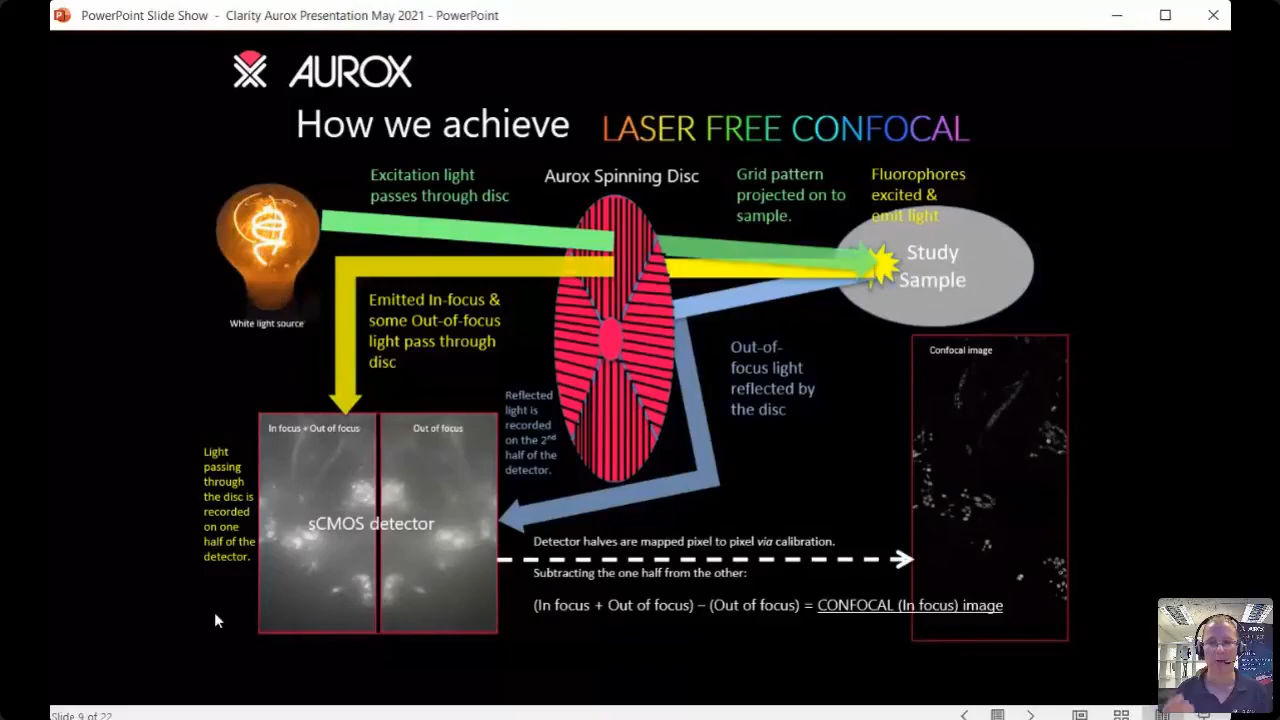 PowerPoint Slide Show - Clarity Aurox Presentation May 2021 - PowerPoint
AUROX
How we achieve LASER FREE CONFOCAL
Excitation light
passes through disc
Aurox Spinning Disc
Grid pattern
projected on to
sample.
Fluorophores
excited &
emit light
Study
Sample
White light source
Emitted In-focus &
some Out-of-focus
light pass through
disc
Out-of-
focus light
reflected by
the disc
Reflected
light is
recorded
on the 2nd
half of the
detector.
Confocal image
Light
passing
through
the disc is
recorded
on one
half of the
detector.
In focus + Out of focus
Out of focus
sCMOS detector
Detector halves are mapped pixel to pixel via calibration.
Subtracting the one half from the other:
(In focus + Out of focus) – (Out of focus) = CONFOCAL (In focus) image
Slide 9 of 22